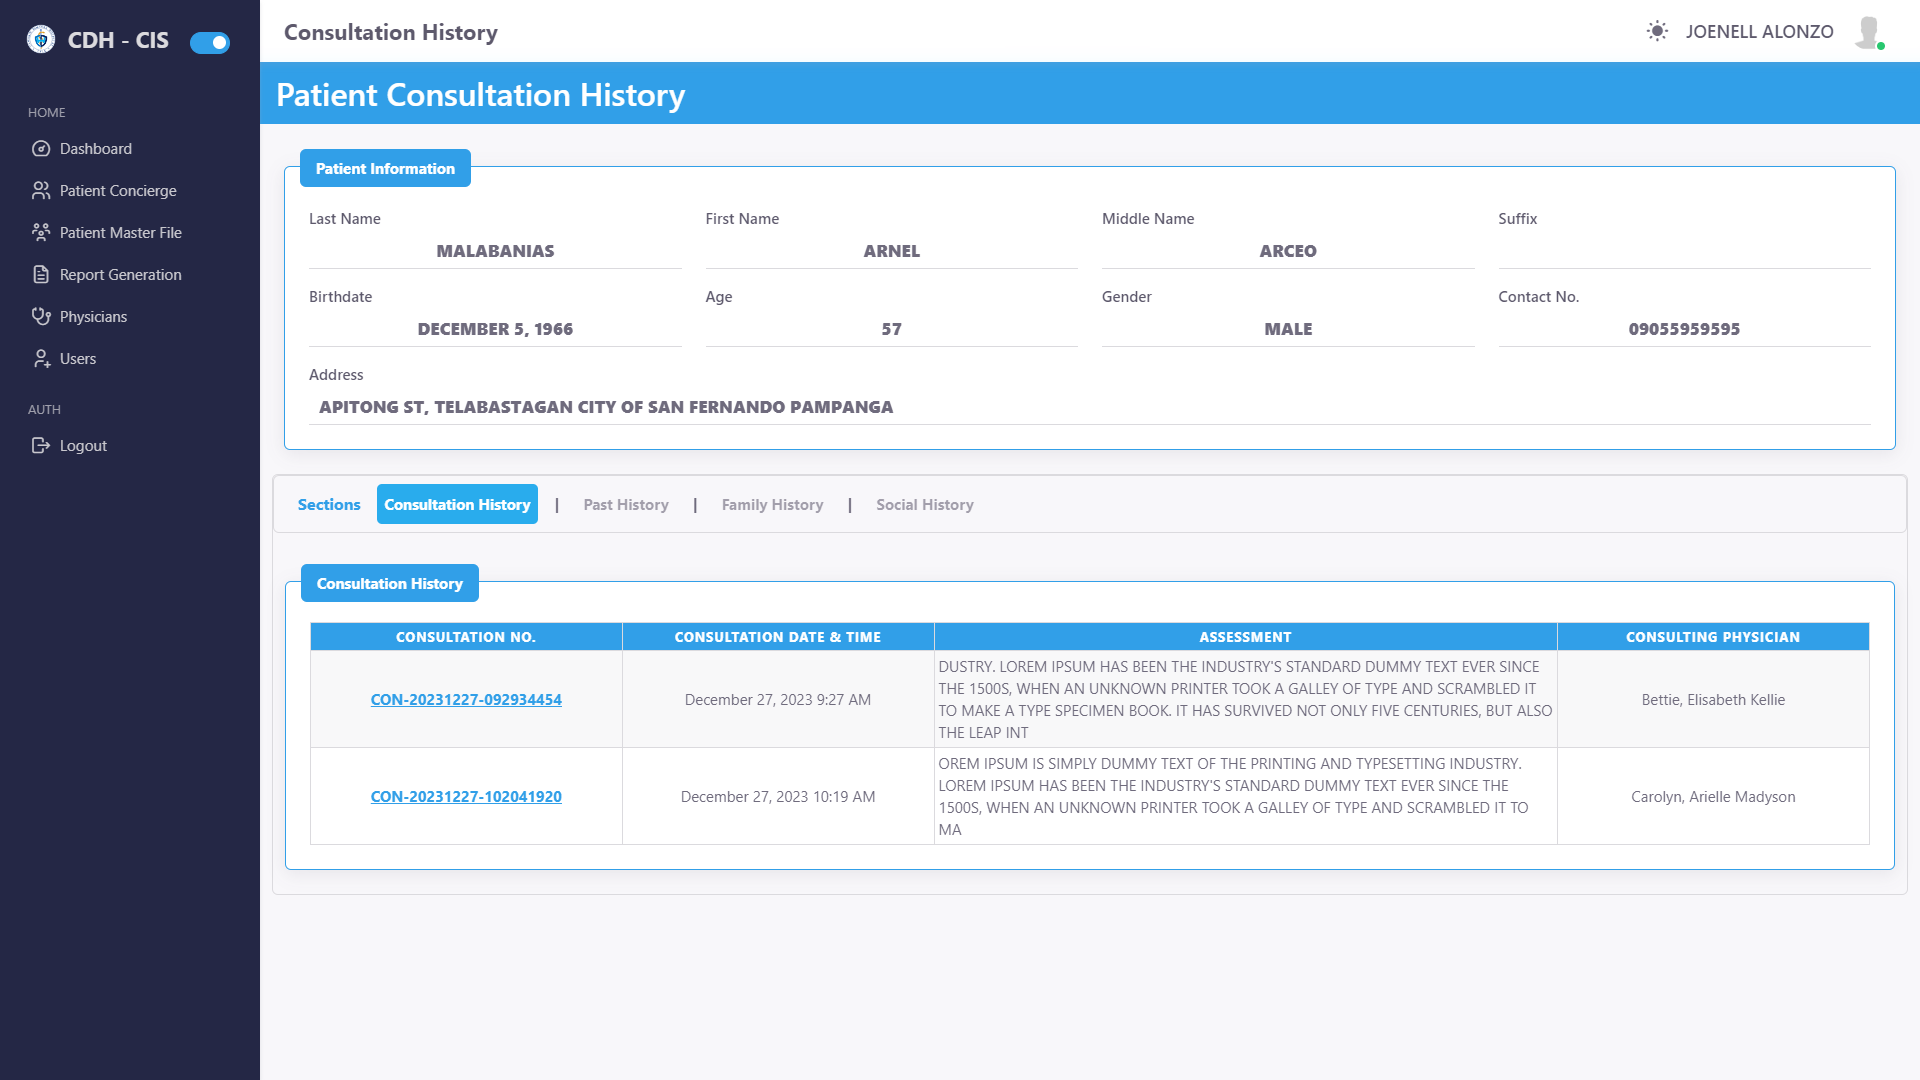 CDH - CIS
HOME
Dashboard
Patient Concierge
Patient Master File
Report Generation
Physicians
Users
AUTH
Logout
Consultation History
JOENELL ALONZO
Patient Consultation History
Patient Information
Last Name
MALABANIAS
First Name
ARNEL
Middle Name
ARCEO
Suffix
Birthdate
DECEMBER 5, 1966
Age
57
Gender
MALE
Contact No.
09055959595
Address
APITONG ST, TELABASTAGAN CITY OF SAN FERNANDO PAMPANGA
Sections Consultation History | Past History | Family History | Social History
Consultation History
CONSULTATION NO. CONSULTATION DATE & TIME ASSESSMENT CONSULTING PHYSICIAN
CON-20231227-092934454
December 27, 2023 9:27 AM
DUSTRY. LOREM IPSUM HAS BEEN THE INDUSTRY'S STANDARD DUMMY TEXT EVER SINCE
THE 1500S, WHEN AN UNKNOWN PRINTER TOOK A GALLEY OF TYPE AND SCRAMBLED IT
TO MAKE A TYPE SPECIMEN BOOK. IT HAS SURVIVED NOT ONLY FIVE CENTURIES, BUT ALSO
THE LEAP INT
Bettie, Elisabeth Kellie
CON-20231227-102041920
December 27, 2023 10:19 AM
OREM IPSUM IS SIMPLY DUMMY TEXT OF THE PRINTING AND TYPESETTING INDUSTRY.
LOREM IPSUM HAS BEEN THE INDUSTRY'S STANDARD DUMMY TEXT EVER SINCE THE
1500S, WHEN AN UNKNOWN PRINTER TOOK A GALLEY OF TYPE AND SCRAMBLED IT TO
MA
Carolyn, Arielle Madyson